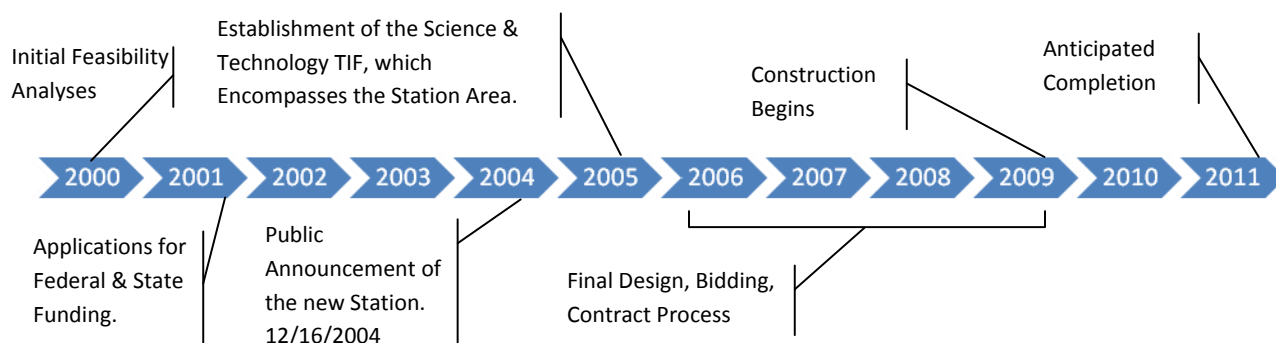 Initial Feasibility
Analyses
Establishment of the Science &
Technology TIF, which
Encompasses the Station Area.
Construction
Begins
Anticipated
Completion
2000 2001 2002 2003 2004 2005 2006 2007 2008 2009 2010 2011
Applications for
Federal & State
Funding.
Public
Announcement of
the new Station.
12/16/2004
Final Design, Bidding,
Contract Process